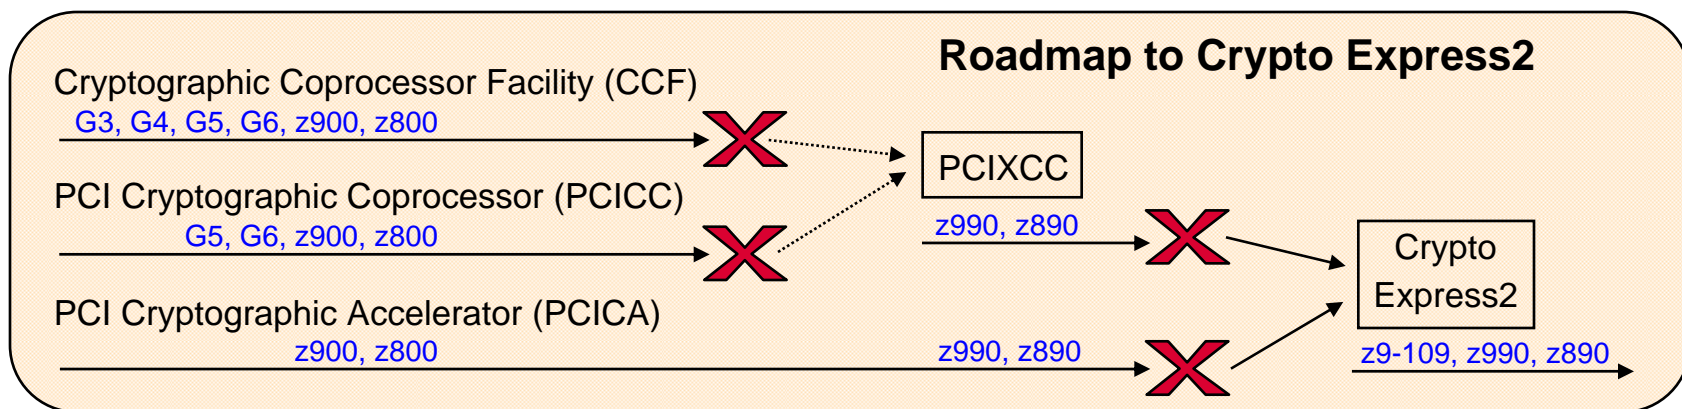 Roadmap to Crypto Express2
Cryptographic Coprocessor Facility (CCF)
G3, G4, G5, G6, z900, z800
PCIXCC
PCI Cryptographic Coprocessor (PCICC)
G5, G6, z900, z800
z990, z890
Crypto
Express2
PCI Cryptographic Accelerator (PCICA)
z900, z800
z990, z890
z9-109, z990, z890